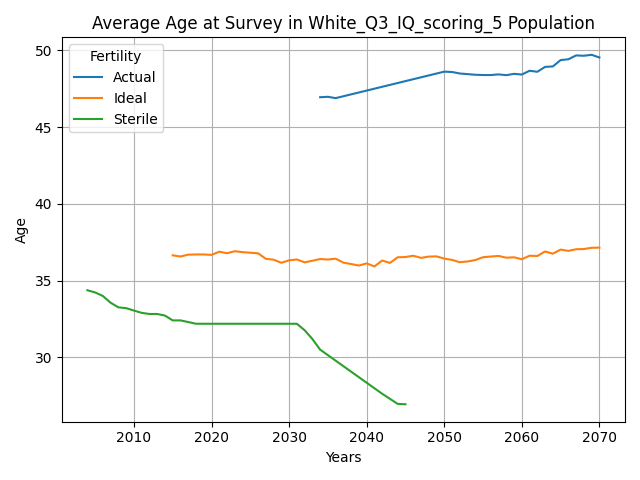 Average Age at Survey in White_Q3_IQ_scoring_5 Population
Fertility
Actual
Ideal
Sterile
Age
50
45
40
35
30
2010 2020 2030 2040 2050 2060 2070
Years